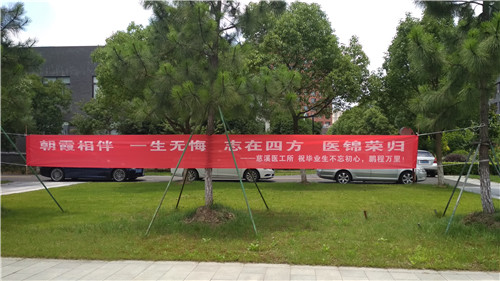 朝霞相伴 一生无悔 志在四方 医锦荣归
——慈溪医工所 祝毕业生不忘初心，鹏程万里！